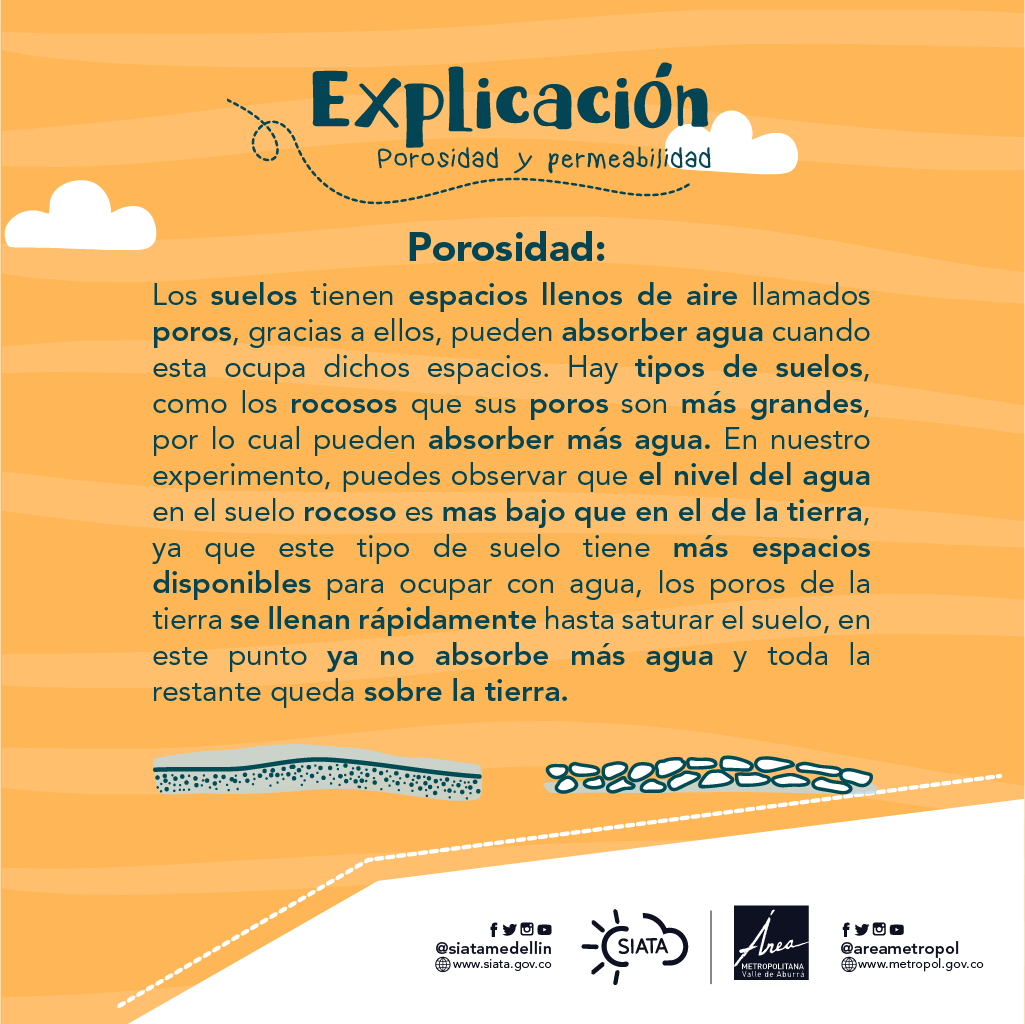 Explicación
Porosidad y permeabilidad
Porosidad:
Los suelos tienen espacios llenos de aire llamados
poros, gracias a ellos, pueden absorber agua cuando
esta ocupa dichos espacios. Hay tipos de suelos,
como los rocosos que sus poros son más grandes,
por lo cual pueden absorber más agua. En nuestro
experimento, puedes observar que el nivel del agua
en el suelo rocoso es mas bajo que en el de la tierra,
ya que este tipo de suelo tiene más espacios
disponibles para ocupar con agua, los poros de la
tierra se llenan rápidamente hasta saturar el suelo, en
este punto ya no absorbe más agua y toda la
restante queda sobre la tierra.
@siatamedellin
www.siata.gov.co
SIATA
Área
METROPOLITANA
Valle de Aburrá
@areametropol
www.metropol.gov.co